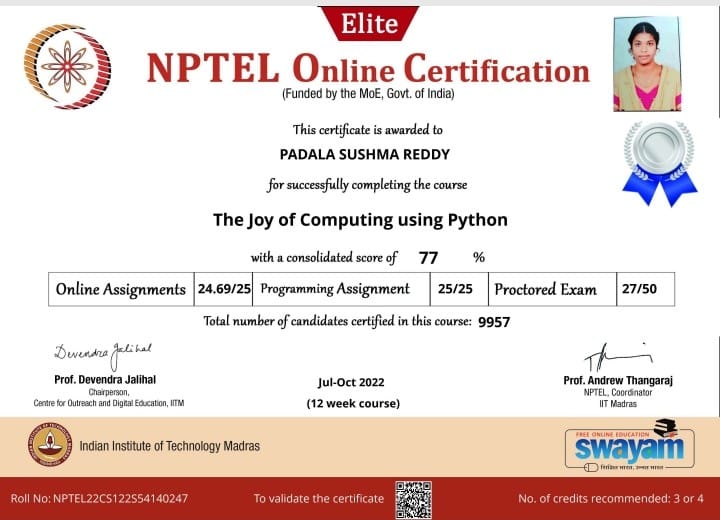 Elite
NPTEL Online Certification
(Funded by the MoE, Govt. of India)
This certificate is awarded to
PADALA SUSHMA REDDY
for successfully completing the course
The Joy of Computing using Python
with a consolidated score of 77 %
Online Assignments 24.69/25 Programming Assignment 25/25 Proctored Exam 27/50
Total number of candidates certified in this course: 9957
Devendra Jalihal
Prof. Devendra Jalihal
Chairperson,
Centre for Outreach and Digital Education, IITM
Jul-Oct 2022
(12 week course)
Prof. Andrew Thangaraj
NPTEL, Coordinator
IIT Madras
Indian Institute of Technology Madras
FREE ONLINE EDUCATION
swayam
शिक्षित भारत, उन्नत भारत
Roll No: NPTEL22CS122S54140247
To validate the certificate
No. of credits recommended: 3 or 4